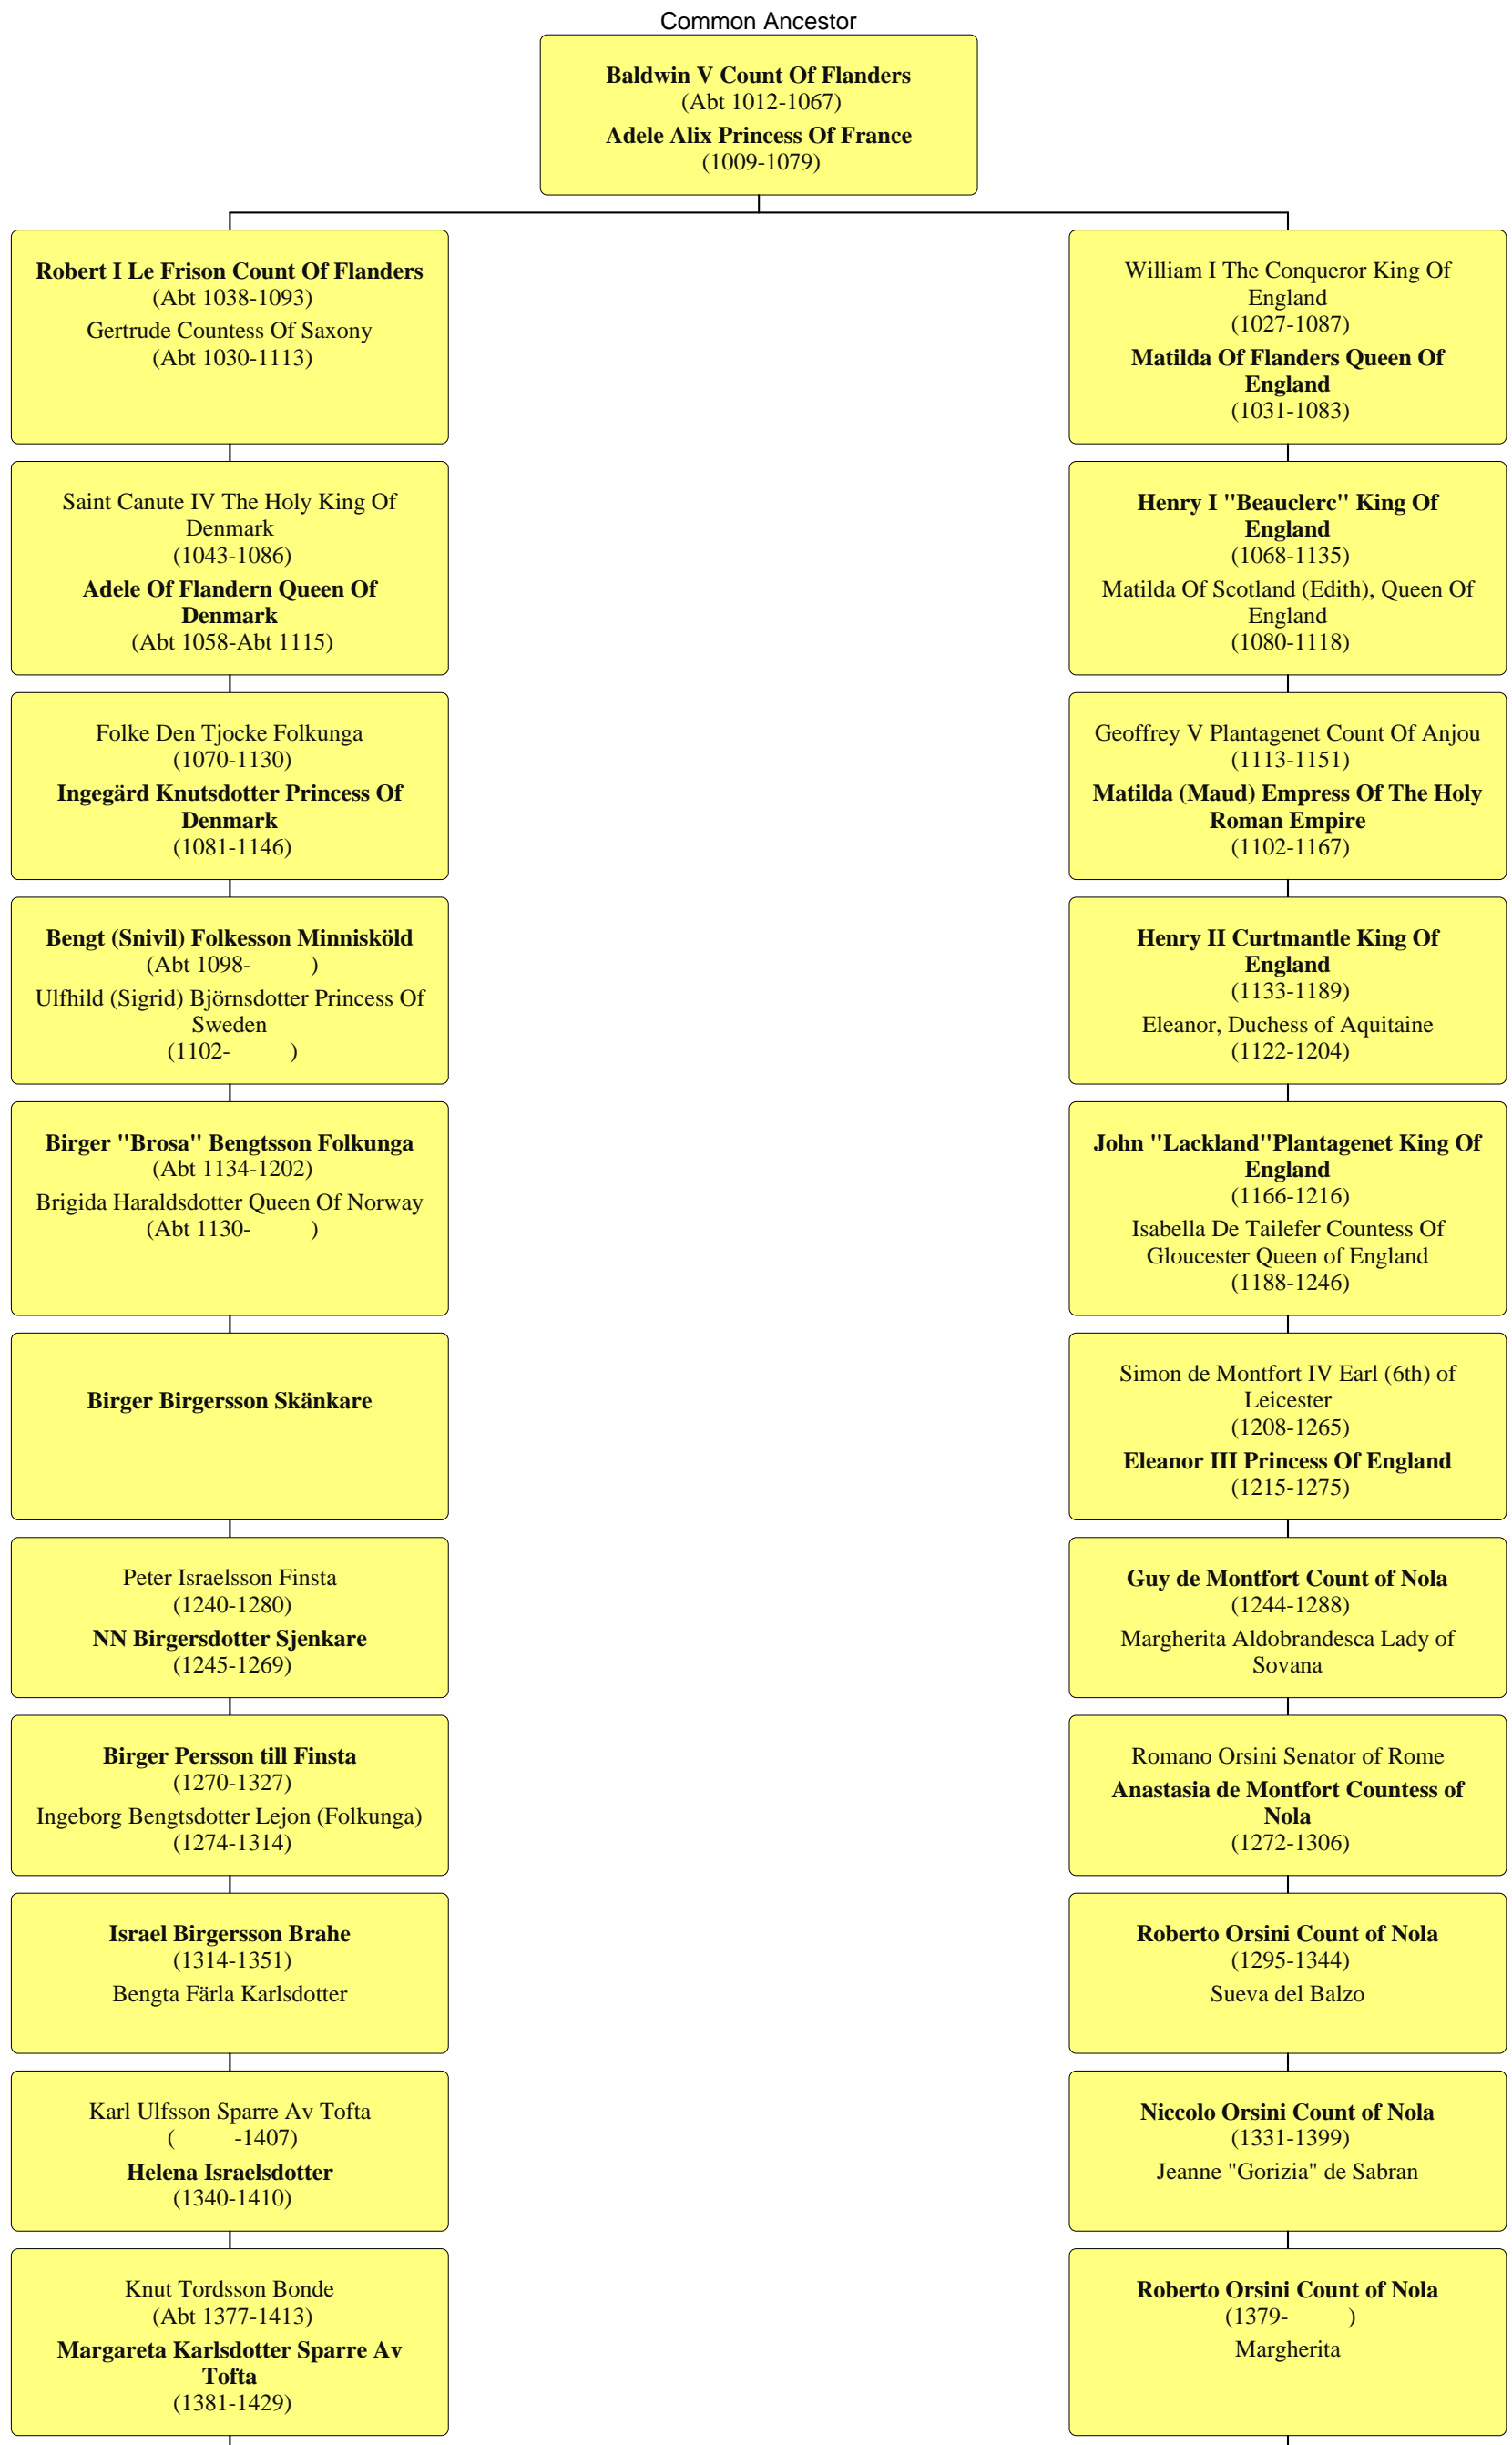 Common Ancestor
Baldwin V Count Of Flanders
(Abt 1012-1067)
Adele Alix Princess Of France
(1009-1079)
Robert I Le Frison Count Of Flanders
(Abt 1038-1093)
Gertrude Countess Of Saxony
(Abt 1030-1113)
William I The Conqueror King Of
England
(1027-1087)
Matilda Of Flanders Queen Of
England
(1031-1083)
Saint Canute IV The Holy King Of
Denmark
(1043-1086)
Adele Of Flandern Queen Of
Denmark
(Abt 1058-Abt 1115)
Henry I "Beauclerc" King Of
England
(1068-1135)
Matilda Of Scotland (Edith), Queen Of
England
(1080-1118)
Folke Den Tjocke Folkunga
(1070-1130)
Ingegärd Knutsdotter Princess Of
Denmark
(1081-1146)
Geoffrey V Plantagenet Count Of Anjou
(1113-1151)
Matilda (Maud) Empress Of The Holy
Roman Empire
(1102-1167)
Bengt (Snivil) Folkesson Minnisköld
(Abt 1098- )
Ulfhild (Sigrid) Björnsdotter Princess Of
Sweden
(1102- )
Henry II Curtmantle King Of
England
(1133-1189)
Eleanor, Duchess of Aquitaine
(1122-1204)
Birger "Brosa" Bengtsson Folkunga
(Abt 1134-1202)
Brigida Haraldsdotter Queen Of Norway
(Abt 1130- )
John "Lackland"Plantagenet King Of
England
(1166-1216)
Isabella De Tailefer Countess Of
Gloucester Queen of England
(1188-1246)
Birger Birgersson Skänkare
Simon de Montfort IV Earl (6th) of
Leicester
(1208-1265)
Eleanor III Princess Of England
(1215-1275)
Peter Israelsson Finsta
(1240-1280)
NN Birgersdotter Sjenkare
(1245-1269)
Guy de Montfort Count of Nola
(1244-1288)
Margherita Aldobrandesca Lady of
Sovana
Birger Persson till Finsta
(1270-1327)
Ingeborg Bengtsdotter Lejon (Folkunga)
(1274-1314)
Romano Orsini Senator of Rome
Anastasia de Montfort Countess of
Nola
(1272-1306)
Israel Birgersson Brahe
(1314-1351)
Bengta Färla Karlsdotter
Roberto Orsini Count of Nola
(1295-1344)
Sueva del Balzo
Karl Ulfsson Sparre Av Tofta
( -1407)
Helena Israelsdotter
(1340-1410)
Niccolo Orsini Count of Nola
(1331-1399)
Jeanne "Gorizia" de Sabran
Knut Tordsson Bonde
(Abt 1377-1413)
Margareta Karlsdotter Sparre Av
Tofta
(1381-1429)
Roberto Orsini Count of Nola
(1379- )
Margherita